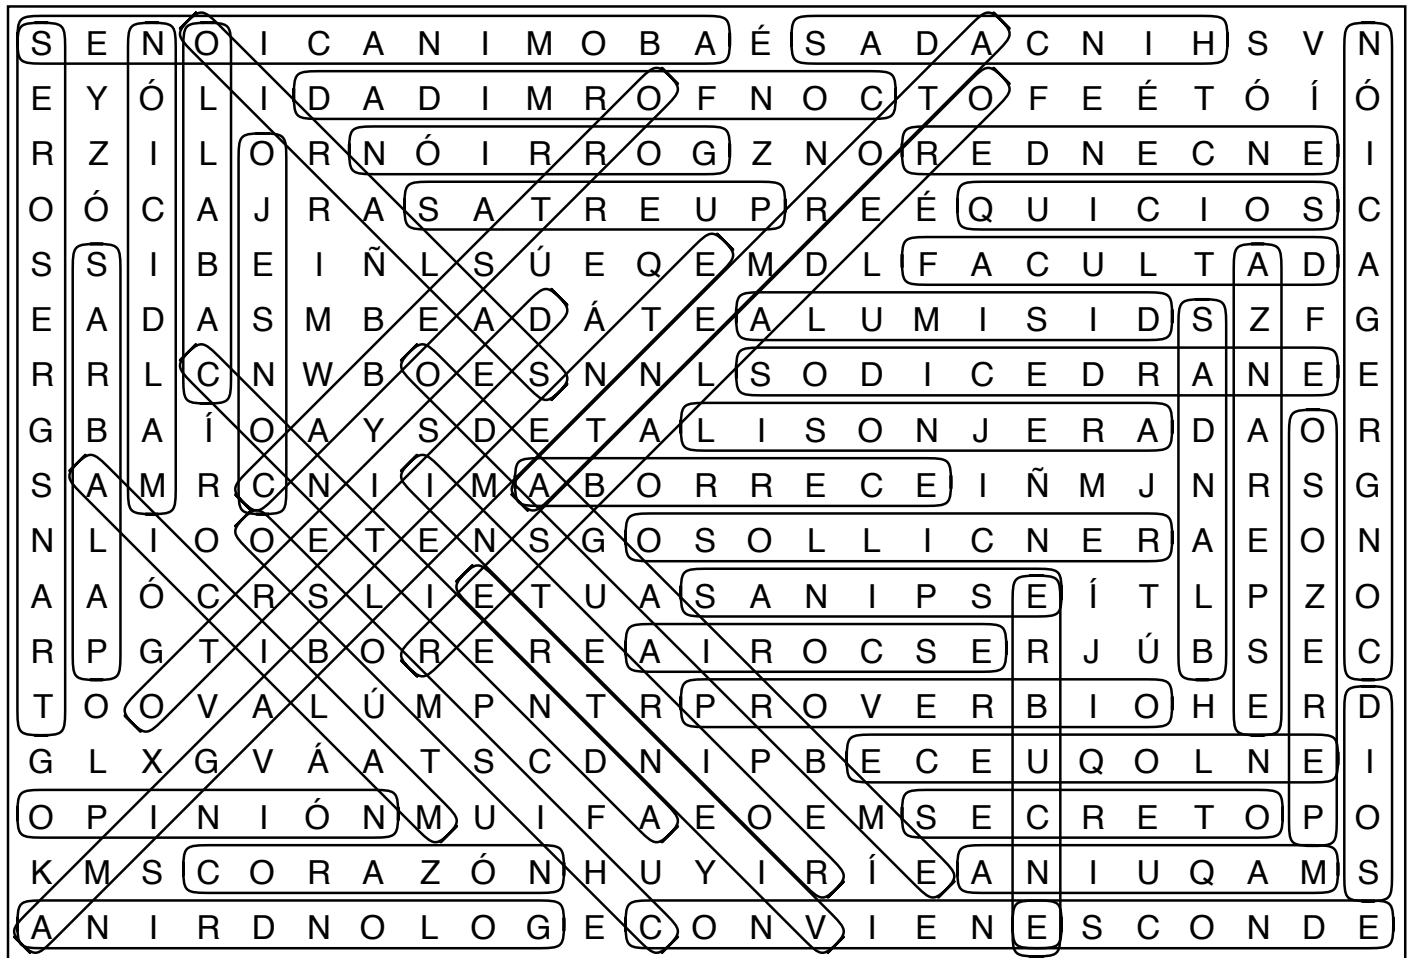 S E N O I C A N I M O B A É S A D A C N I H S V N
E Y Ó L I D A D I M R O F N O C T O F E É T Ó Í Ó
R Z I L O R N Ó I R R O G Z N O R E D N E C N E I
O Ó C A J R A S A T R E U P R E É Q U I C I O S C
S S I B E I Ñ L S Ú E Q E M D L F A C U L T A D A
E A D A S M B E A D Á T E A L U M I S I D S Z F G
R R L C N W B O E S N N L S O D I C E D R A N E E
G B A Í O A Y S D E T A L I S O N J E R A D A O R
S A M R C N I I M A B O R R E C E I Ñ M J N R S G
N L I O O E T E N S G O S O L L I C N E R A E O N
A A Ó C R S L I E T U A S A N I P S E Í T L P Z O
R P G T I B O R E R E A I R O C S E R J Ú B S E C
T O O V A L Ú M P N T R P R O V E R B I O H E R D
G L X G V Á A T S C D N I P B E C E U Q O L N E I
O P I N I Ó N M U I F A E O E M S E C R E T O P O
K M S C O R A Z Ó N H U Y I R Í E A N I U Q A M S
A N I R D N O L O G E C O N V I E N E S C O N D E